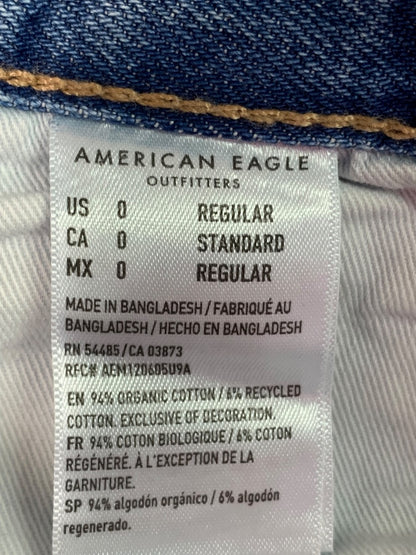 AMERICAN EAGLE
OUTFITTERS
US 0 REGULAR
CA 0 STANDARD
MX 0 REGULAR
MADE IN BANGLADESH / FABRIQUÉ AU
BANGLADESH / HECHO EN BANGLADESH
RN 54485 / CA 03873
RFC# AEM120605U9A
EN 94% ORGANIC COTTON / 6% RECYCLED
COTTON. EXCLUSIVE OF DECORATION.
FR 94% COTON BIOLOGIQUE / 6% COTON
RÉGÉNÉRÉ. À L'EXCEPTION DE LA
GARNITURE.
SP 94% algodón orgánico / 6% algodón
regenerado.